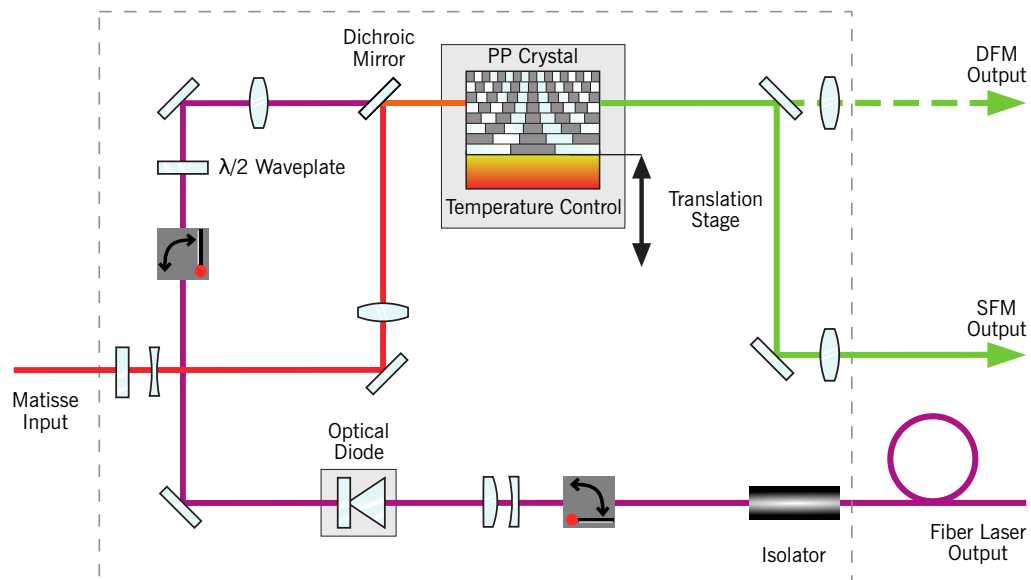 Dichroic
Mirror
PP Crystal
DFM
Output
λ/2 Waveplate
Temperature Control
Translation
Stage
SFM
Output
Matisse
Input
Optical
Diode
Isolator
Fiber Laser
Output